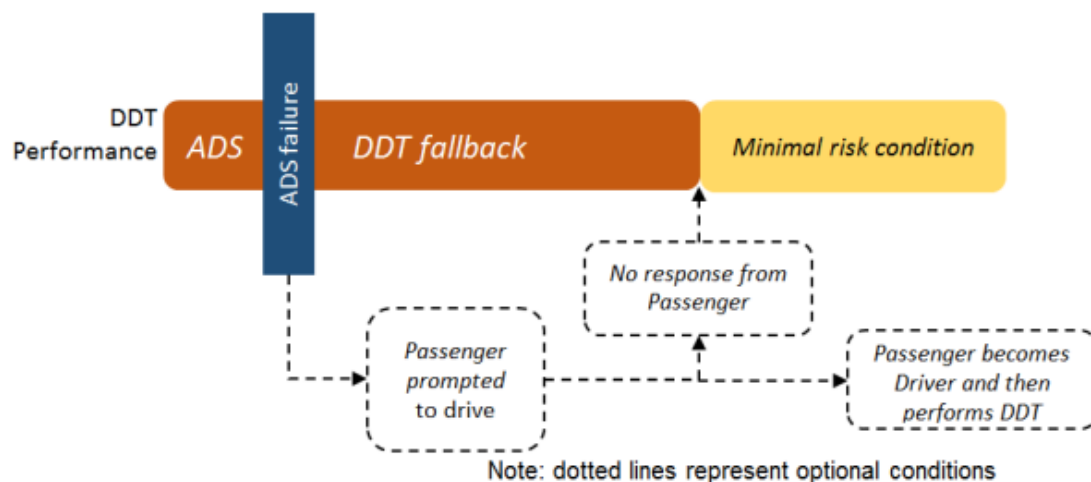 DDT
Performance
ADS
ADS failure
DDT fallback
Minimal risk condition
No response from
Passenger
Passenger
prompted
to drive
Passenger becomes
Driver and then
performs DDT
Note: dotted lines represent optional conditions